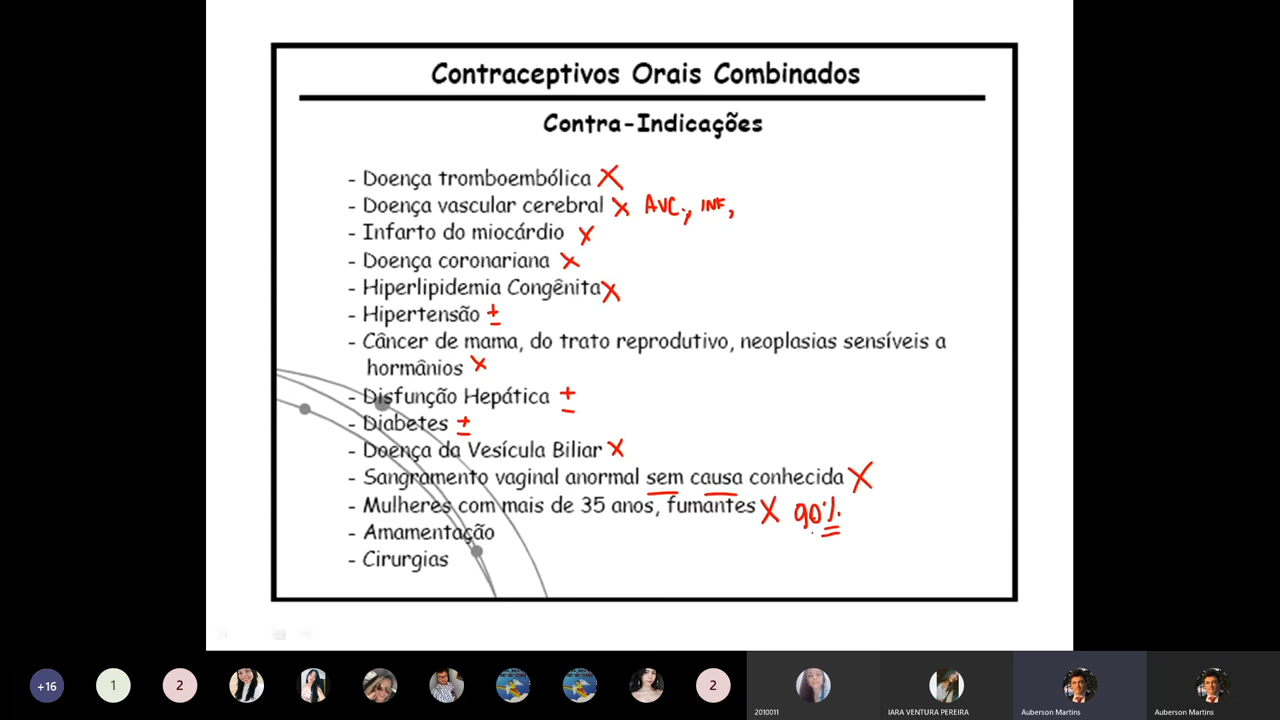 Contraceptivos Orais Combinados
Contra-Indicações
- Doença tromboembólica X
- Doença vascular cerebral X AVC, INF,
- Infarto do miocárdio X
- Doença coronariana X
- Hiperlipidemia Congênita X
- Hipertensão ±
- Câncer de mama, do trato reprodutivo, neoplasias sensíveis a
hormônios X
- Disfunção Hepática ±
- Diabetes ±
- Doença da Vesícula Biliar X
- Sangramento vaginal anormal sem causa conhecida X
- Mulheres com mais de 35 anos, fumantes X 90%
- Amamentação
- Cirurgias
+16 1 2 2
2010011 IARA VENTURA PEREIRA Auberson Martins Auberson Martins